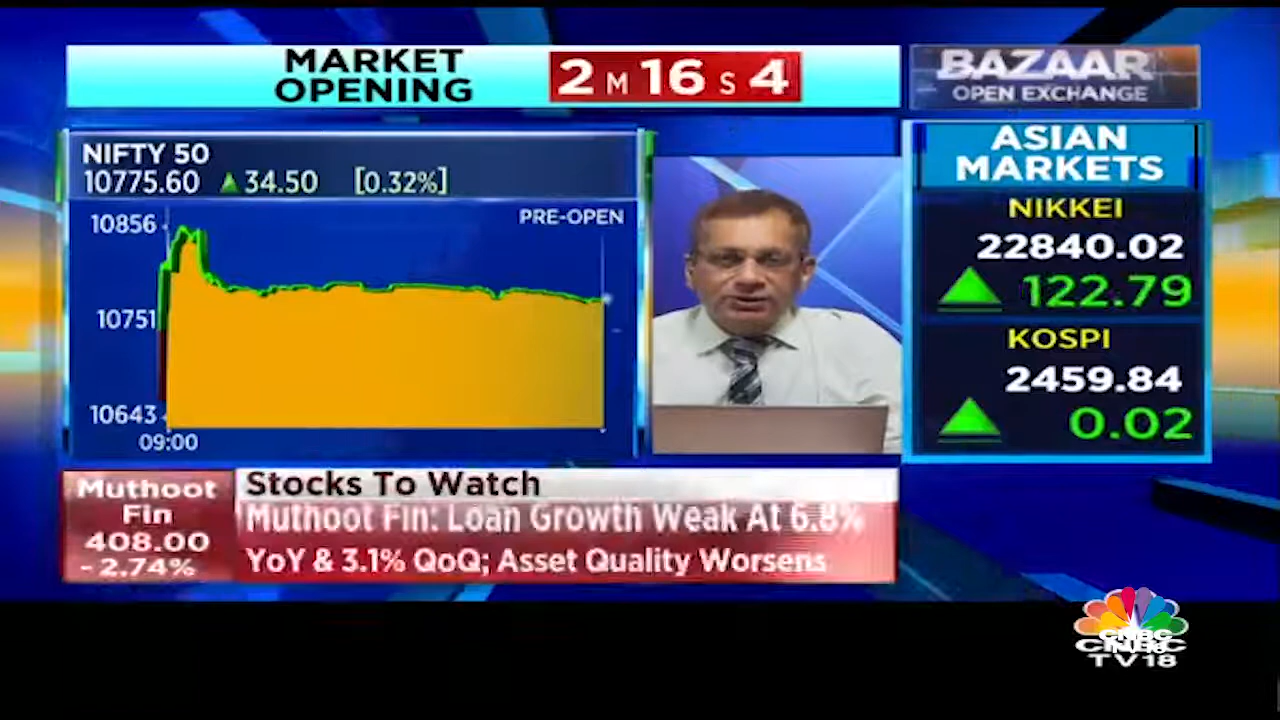 MARKET
OPENING
2 M 16 S 4
BAZAAR
OPEN EXCHANGE
NIFTY 50
10775.60 ▲ 34.50 [0.32%]
PRE-OPEN
10856
10751
10643
09:00
ASIAN
MARKETS
NIKKEI
22840.02
▲ 122.79
KOSPI
2459.84
▲ 0.02
Muthoot
Fin
408.00
- 2.74%
Stocks To Watch
Muthoot Fin: Loan Growth Weak At 6.8%
YoY & 3.1% QoQ; Asset Quality Worsens
CNBC
TV18